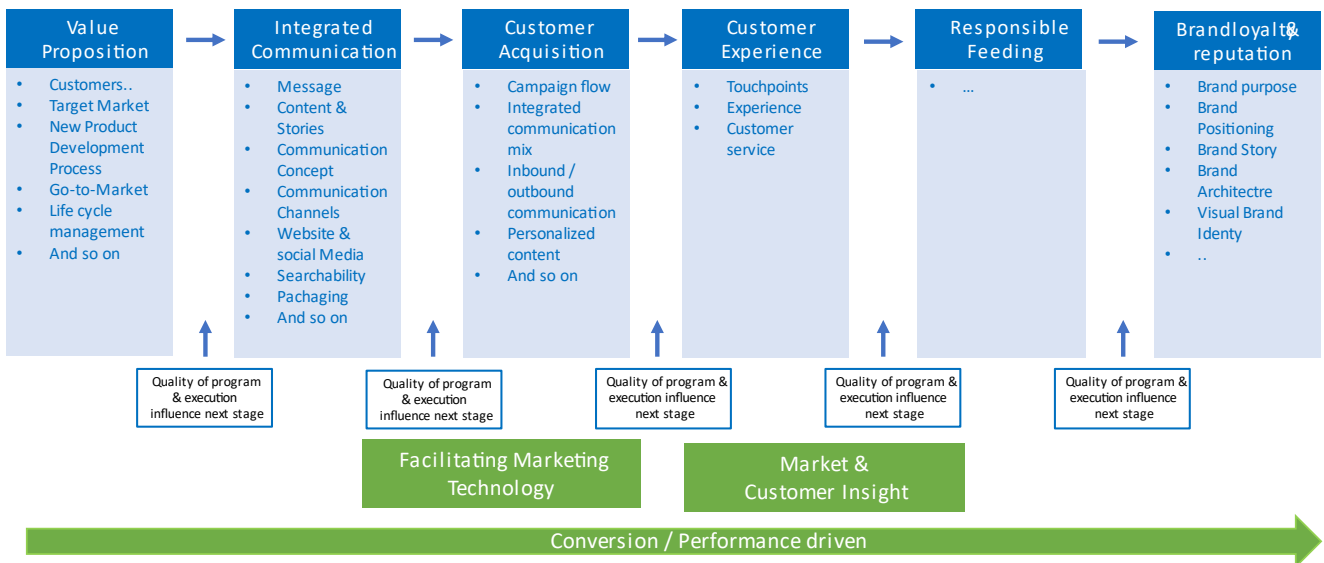 Value
Proposition
• Customers..
• Target Market
• New Product
Development
Process
• Go-to-Market
• Life cycle
management
• And so on
Integrated
Communication
• Message
• Content &
Stories
• Communication
Concept
• Communication
Channels
• Website &
social Media
• Searchability
• Pachaging
• And so on
Customer
Acquisition
• Campaign flow
• Integrated
communication
mix
• Inbound /
outbound
communication
• Personalized
content
• And so on
Customer
Experience
• Touchpoints
• Experience
• Customer
service
Responsible
Feeding
• ...
Brandloyalty&
reputation
• Brand purpose
• Brand
Positioning
• Brand Story
• Brand
Architectre
• Visual Brand
Identy
• ..
Quality of program
& execution
influence next stage
Quality of program
& execution
influence next stage
Quality of program &
execution influence
next stage
Quality of program &
execution influence
next stage
Quality of program &
execution influence
next stage
Facilitating Marketing
Technology
Market &
Customer Insight
Conversion / Performance driven